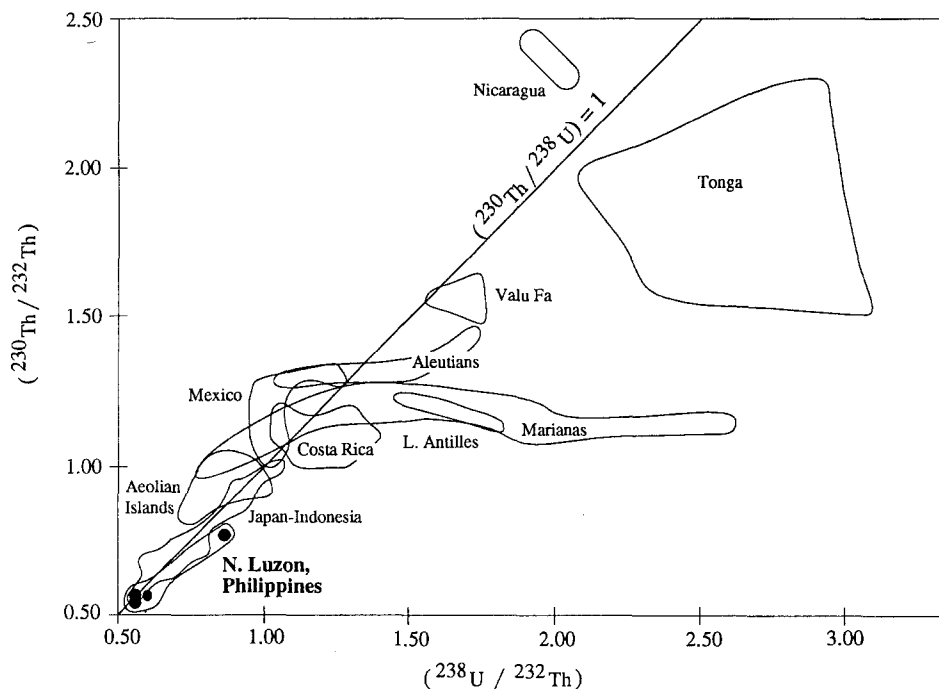 2.50
2.00
1.50
1.00
0.50
(230Th / 232Th)
Nicaragua
(230Th / 238U) = 1
Tonga
Valu Fa
Aleutians
Mexico
Marianas
L. Antilles
Costa Rica
Aeolian
Islands
Japan-Indonesia
N. Luzon,
Philippines
0.50
1.00
1.50
2.00
2.50
3.00
(238U / 232Th)